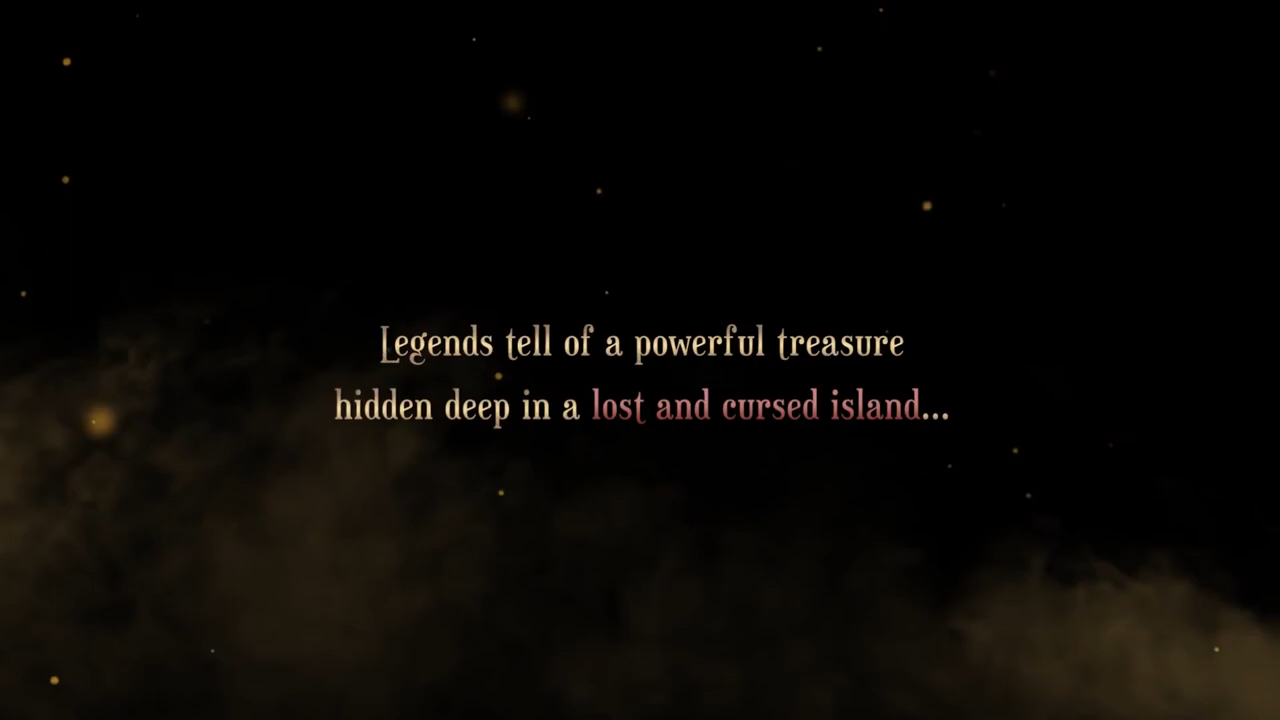 Legends tell of a powerful treasure
hidden deep in a lost and cursed island...